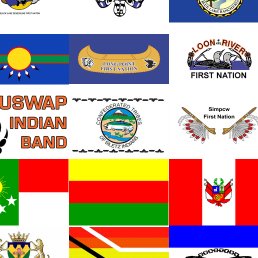 LONG POINT
FIRST NATION
LOON RIVER
FIRST NATION
USWAP
INDIAN
BAND
CONFEDERATED TRIBES
OF SILETZ INDIANS
Simpcw
First Nation